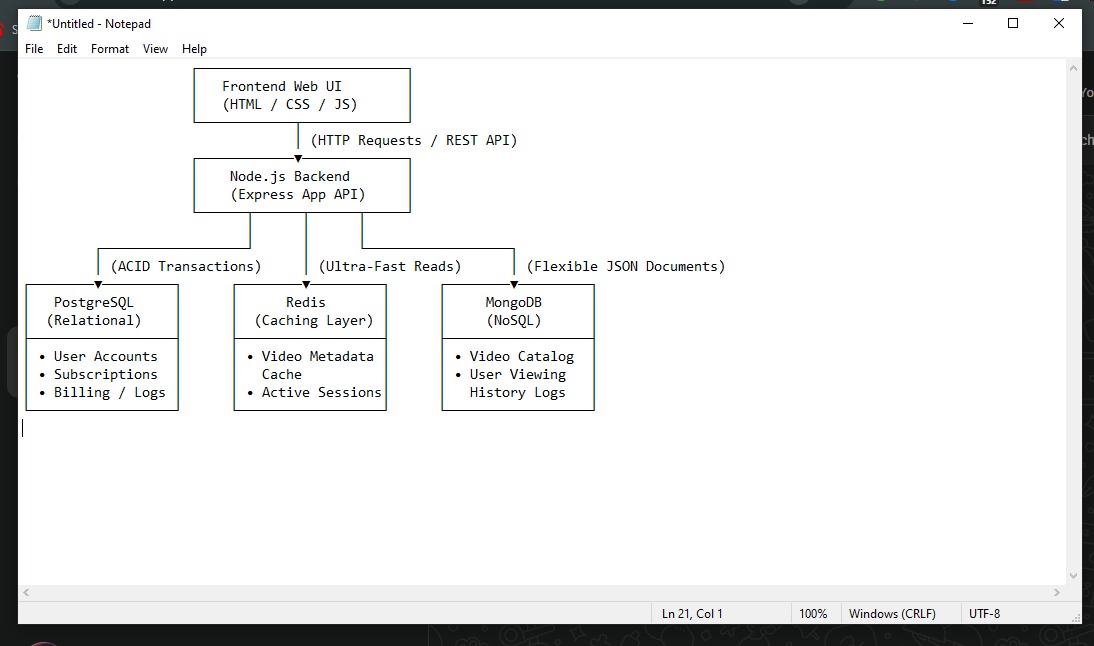 *Untitled - Notepad
File Edit Format View Help
Frontend Web UI
(HTML / CSS / JS)
(HTTP Requests / REST API)
Node.js Backend
(Express App API)
(ACID Transactions) (Ultra-Fast Reads) (Flexible JSON Documents)
PostgreSQL Redis MongoDB
(Relational) (Caching Layer) (NoSQL)
• User Accounts • Video Metadata • Video Catalog
• Subscriptions Cache • User Viewing
• Billing / Logs • Active Sessions History Logs
Ln 21, Col 1 100% Windows (CRLF) UTF-8